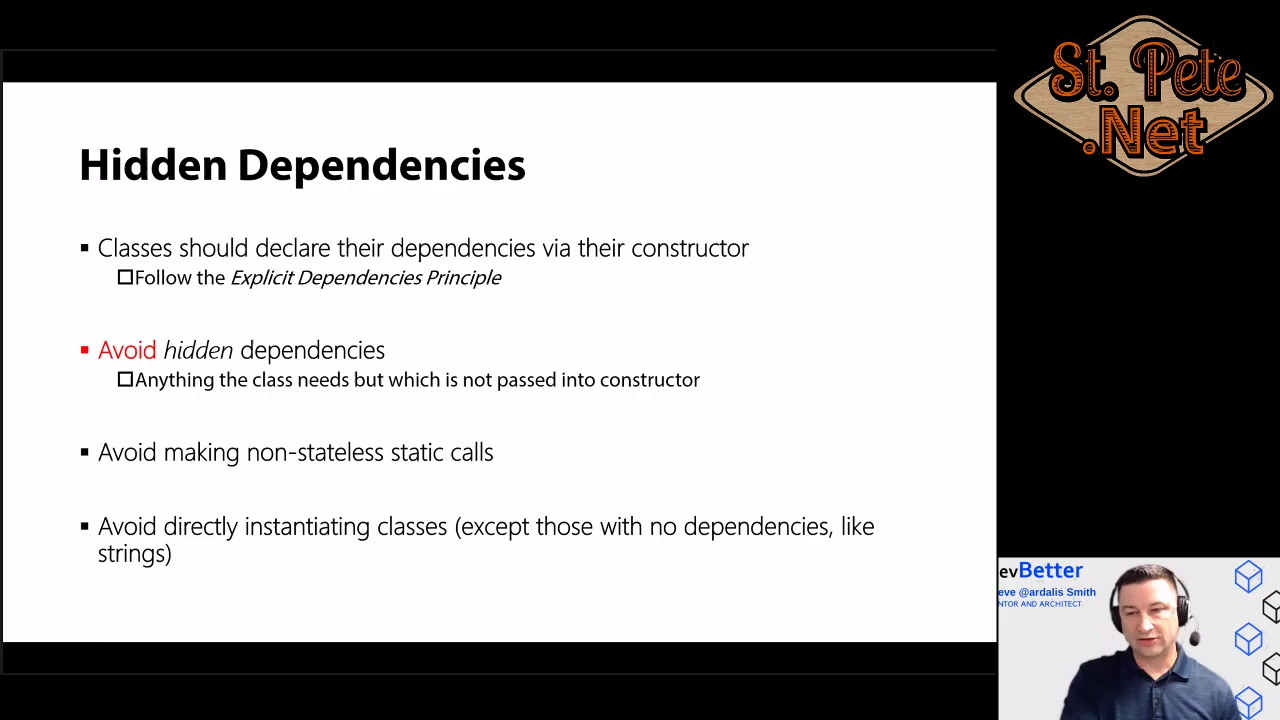 St. Pete
.Net
Hidden Dependencies
▪ Classes should declare their dependencies via their constructor
☐Follow the Explicit Dependencies Principle
▪ Avoid hidden dependencies
☐Anything the class needs but which is not passed into constructor
▪ Avoid making non-stateless static calls
▪ Avoid directly instantiating classes (except those with no dependencies, like
strings)
evBetter
eve @ardalis Smith
NTOR AND ARCHITECT